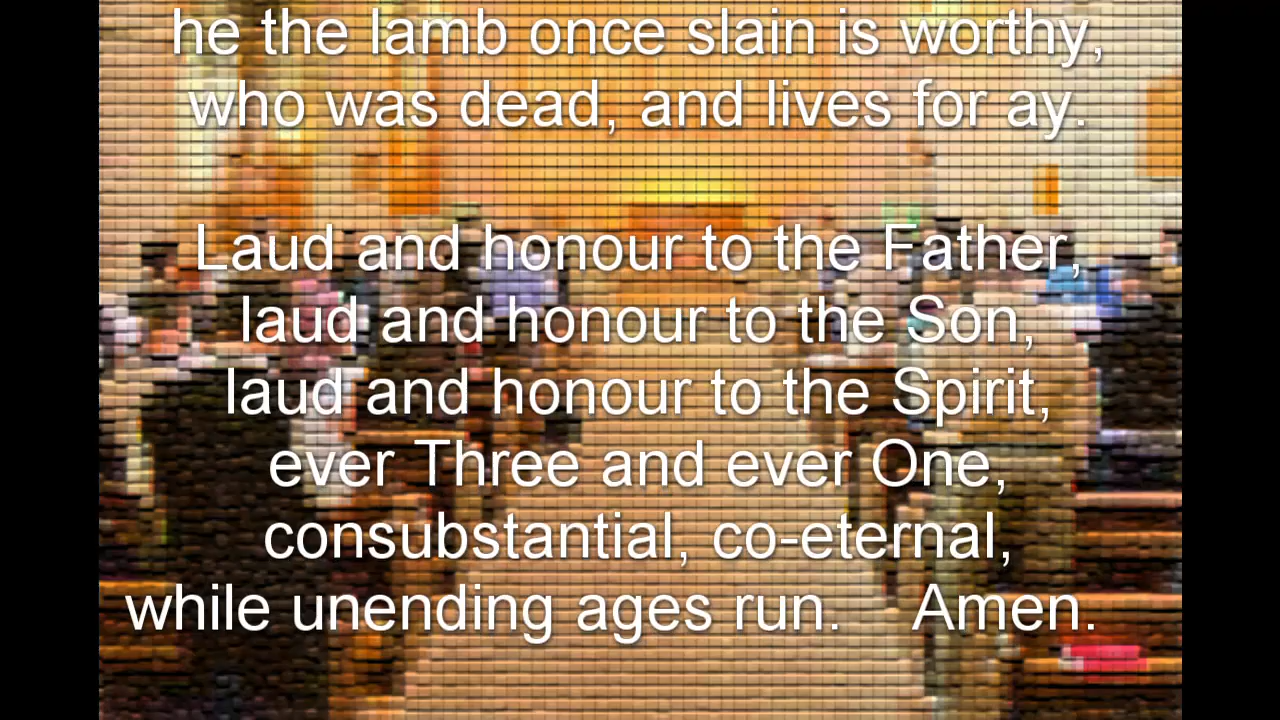 he the lamb once slain is worthy,
who was dead, and lives for ay.
Laud and honour to the Father,
laud and honour to the Son,
laud and honour to the Spirit,
ever Three and ever One,
consubstantial, co-eternal,
while unending ages run. Amen.